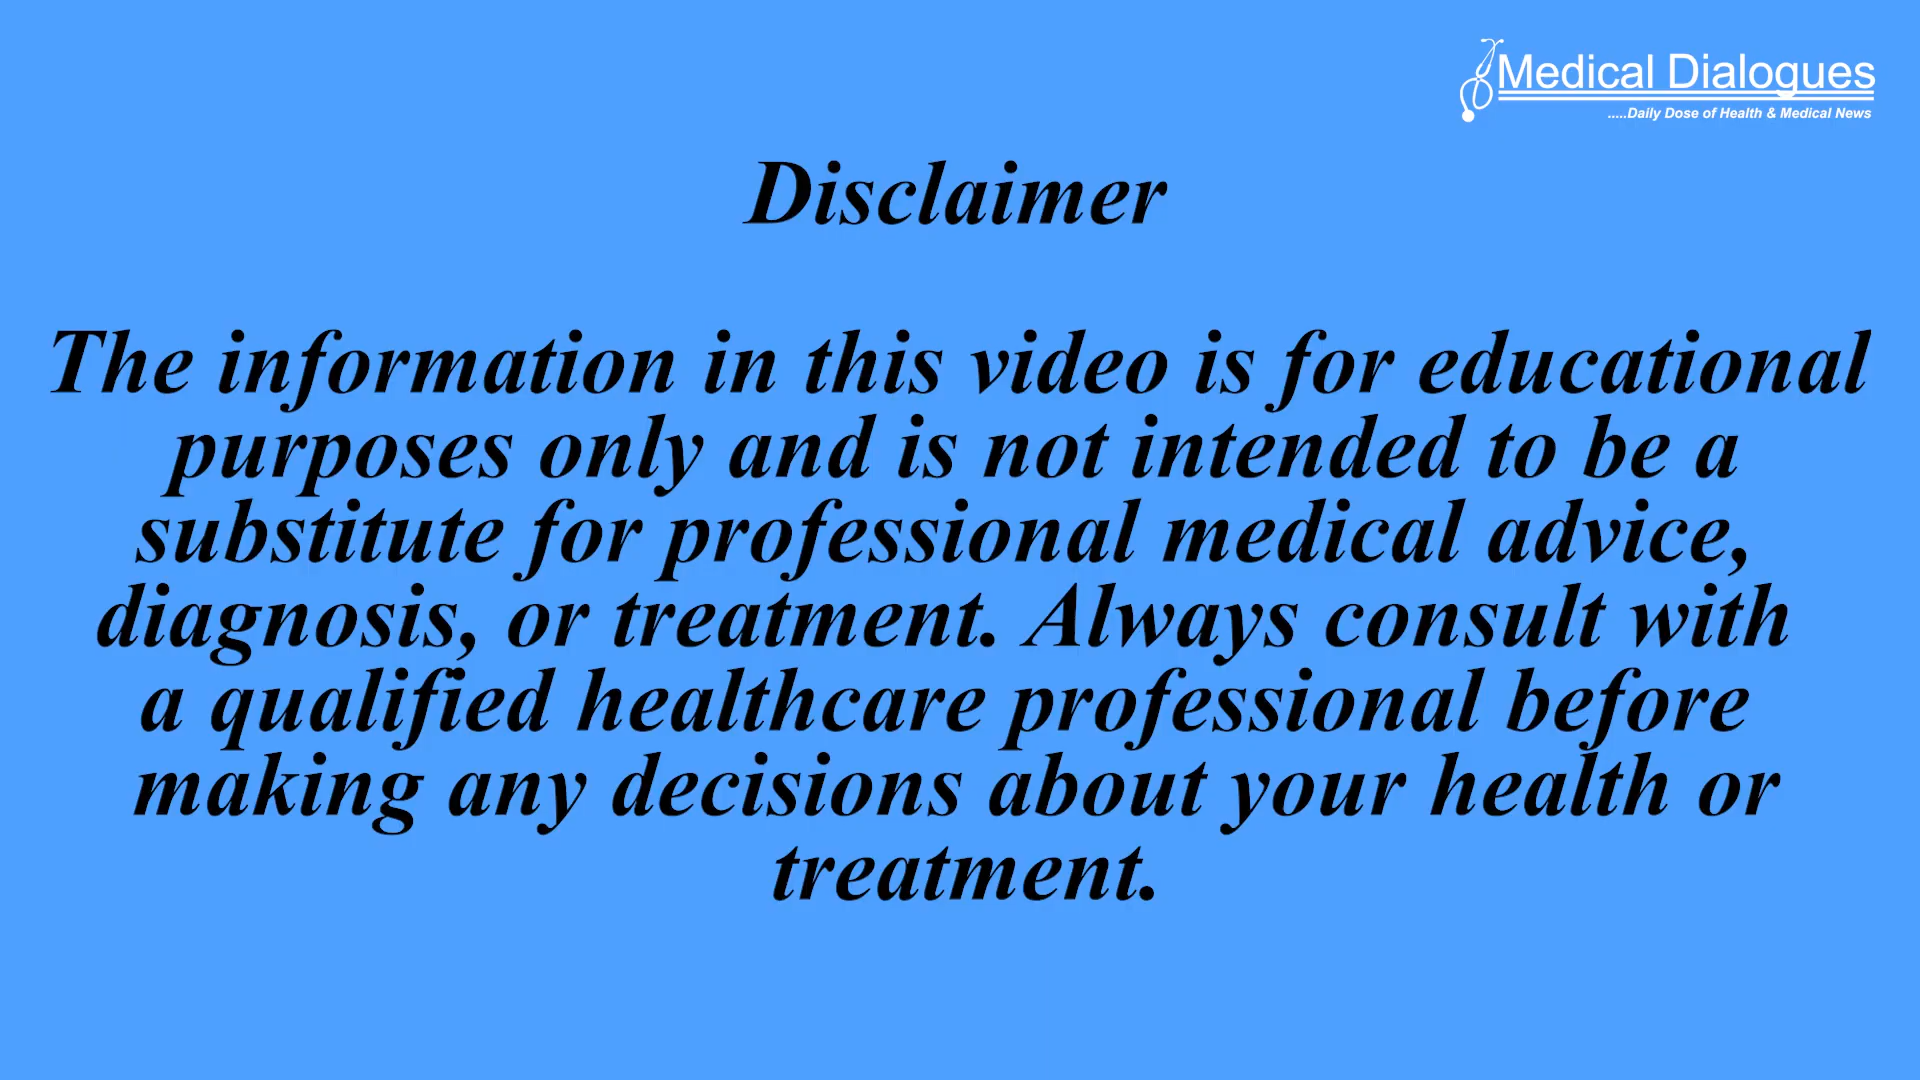 Medical Dialogues
.....Daily Dose of Health & Medical News
Disclaimer
The information in this video is for educational
purposes only and is not intended to be a
substitute for professional medical advice,
diagnosis, or treatment. Always consult with
a qualified healthcare professional before
making any decisions about your health or
treatment.